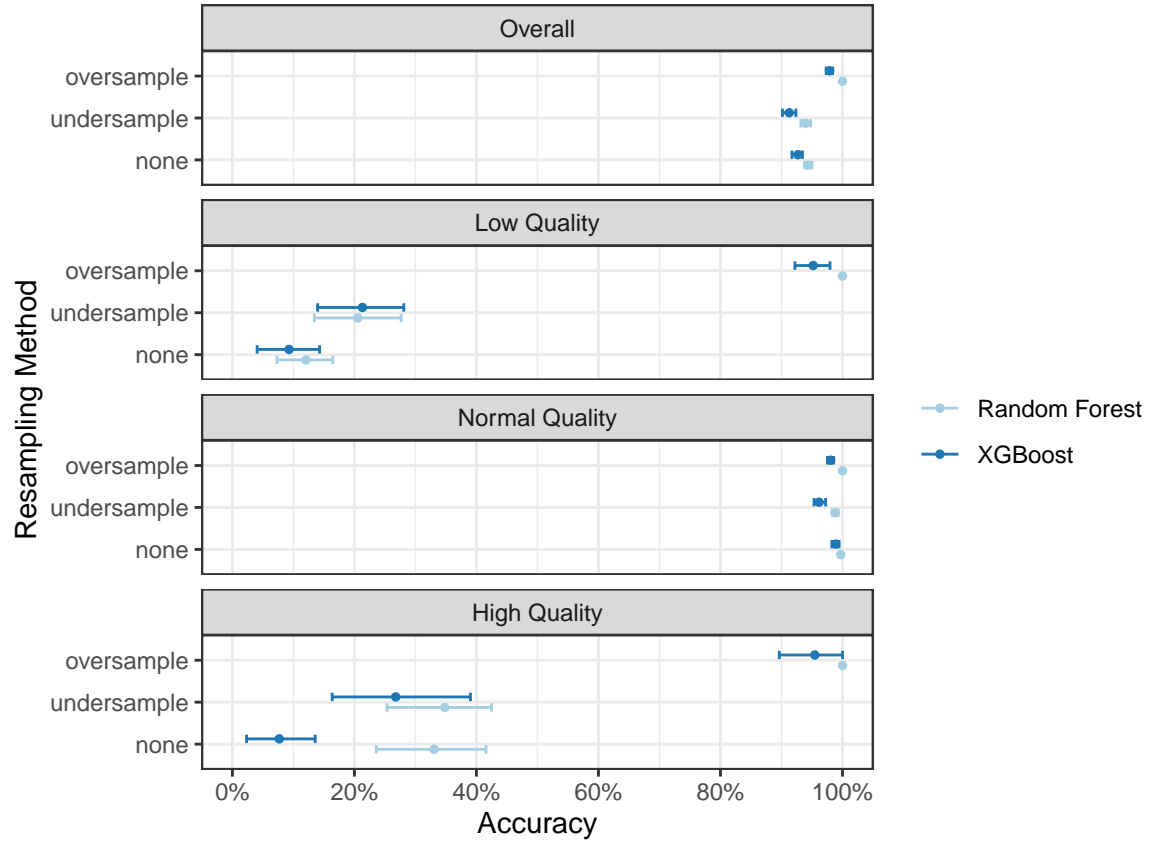 Overall
oversample
undersample
none
Low Quality
oversample
undersample
none
Normal Quality
oversample
undersample
none
High Quality
oversample
undersample
none
0% 20% 40% 60% 80% 100%
Accuracy
Resampling Method
Random Forest
XGBoost